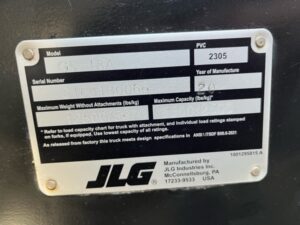 Model
PVC
2305
Serial Number
Year of Manufacture
Maximum Weight Without Attachments (lbs/kg)
Maximum Capacity (lbs/kg) *
* Refer to load capacity chart for truck with attachment, and individual load ratings stamped
on forks, if equipped. Use lowest capacity of all ratings.
As released from factory this truck meets design specifications in ANSI / ITSDF B56.6-2021
JLG
®
Manufactured by
JLG Industries Inc.
McConnellsburg, PA
17233-9533 USA
1001295815 A